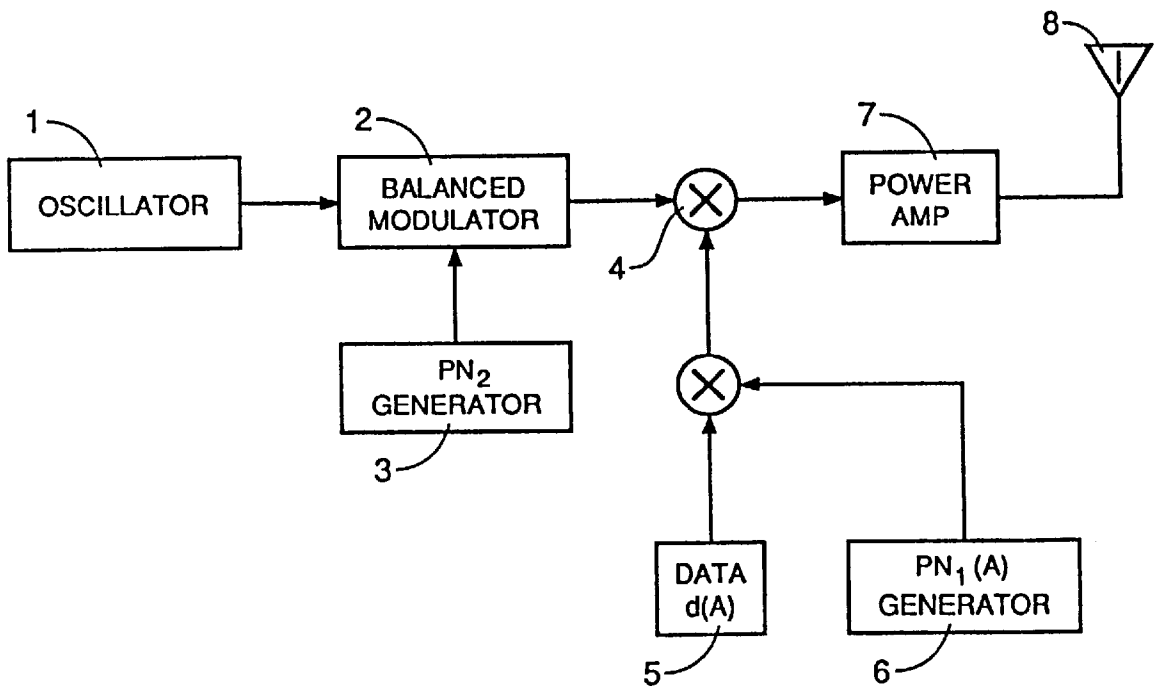 8
1
2
7
OSCILLATOR
BALANCED
MODULATOR
POWER
AMP
4
PN₂
GENERATOR
3
DATA
d(A)
PN₁(A)
GENERATOR
5
6